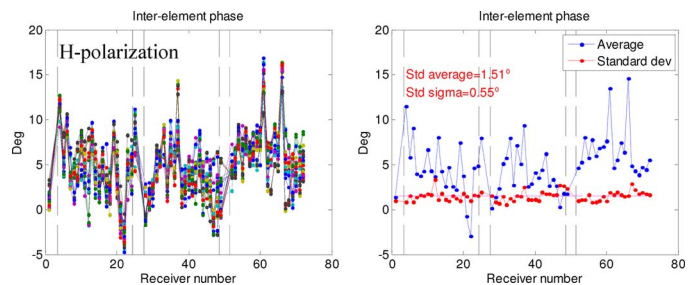 Inter-element phase
H-polarization
20
15
10
5
0
-5
Deg
0
20
40
60
80
Receiver number
Inter-element phase
Average
Standard dev
Std average=1.51º
Std sigma=0.55º
20
15
10
5
0
-5
Deg
0
20
40
60
80
Receiver number